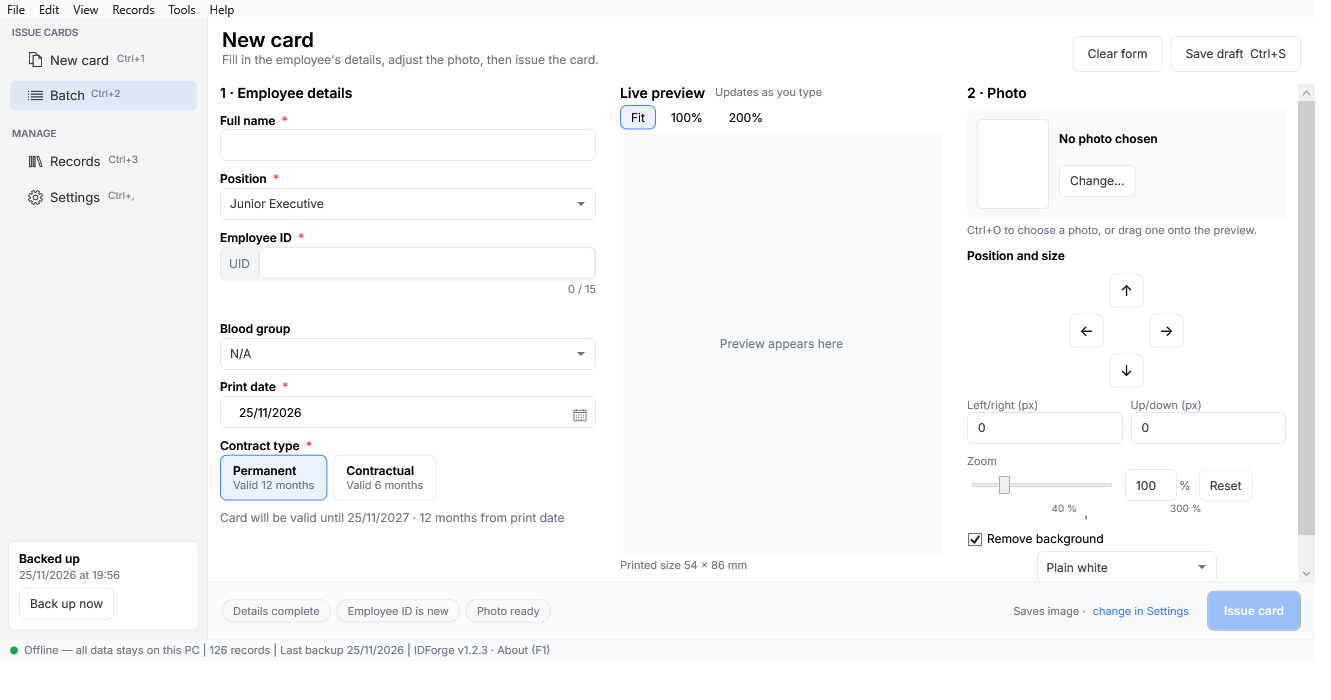 File Edit View Records Tools Help
ISSUE CARDS
New card Ctrl+1
Batch Ctrl+2
MANAGE
Records Ctrl+3
Settings Ctrl+,
Backed up
25/11/2026 at 19:56
Back up now
New card
Fill in the employee's details, adjust the photo, then issue the card.
Clear form
Save draft Ctrl+S
1 · Employee details
Full name *
Position *
Junior Executive
Employee ID *
UID
0 / 15
Blood group
N/A
Print date *
25/11/2026
Contract type *
Permanent
Valid 12 months
Contractual
Valid 6 months
Card will be valid until 25/11/2027 · 12 months from print date
Live preview Updates as you type
Fit 100% 200%
Preview appears here
Printed size 54 × 86 mm
2 · Photo
No photo chosen
Change...
Ctrl+O to choose a photo, or drag one onto the preview.
Position and size
↑
← →
↓
Left/right (px) Up/down (px)
0 0
Zoom
100 % Reset
40 % 300 %
Remove background
Plain white
Details complete Employee ID is new Photo ready
Saves image · change in Settings
Issue card
Offline — all data stays on this PC | 126 records | Last backup 25/11/2026 | IDForge v1.2.3 · About (F1)